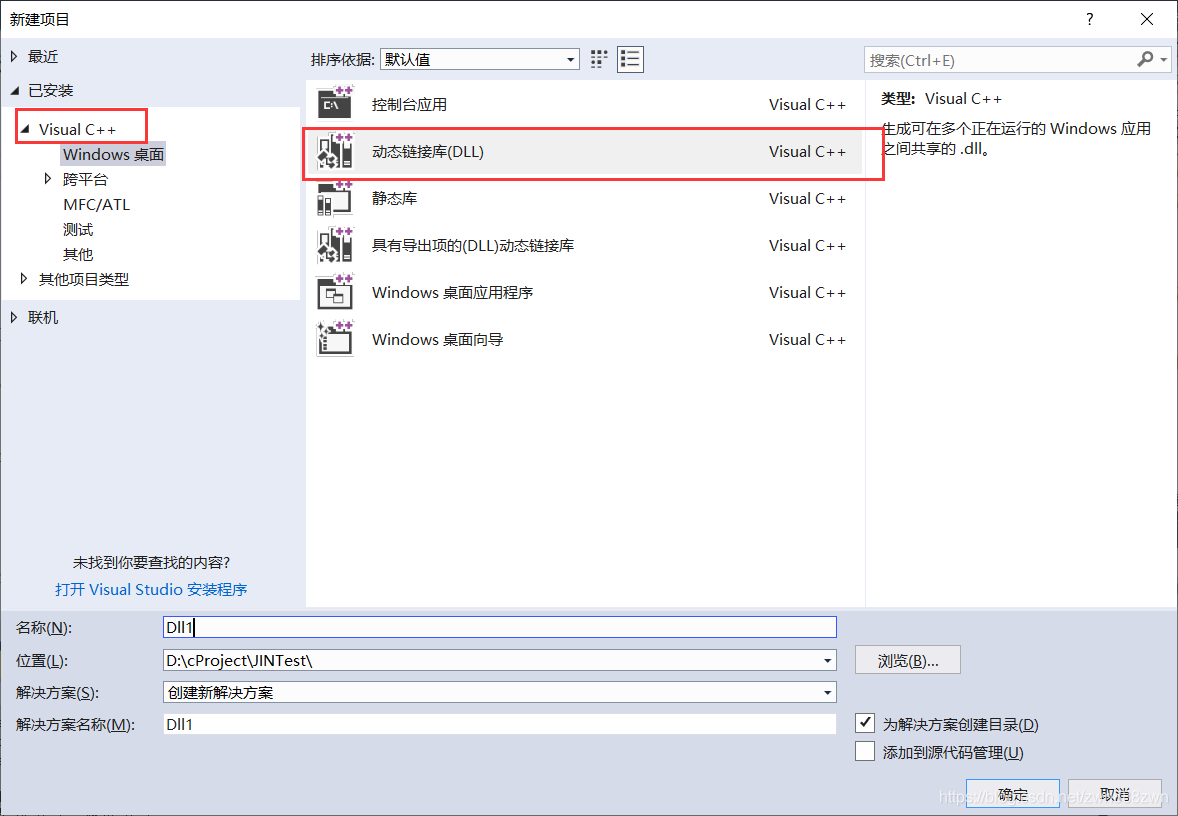 新建项目
?
最近
已安装
Visual C++
Windows 桌面
跨平台
MFC/ATL
测试
其他
其他项目类型
联机
未找到你要查找的内容?
打开 Visual Studio 安装程序
排序依据: 默认值
搜索(Ctrl+E)
控制台应用 Visual C++
动态链接库(DLL) Visual C++
静态库 Visual C++
具有导出项的(DLL)动态链接库 Visual C++
Windows 桌面应用程序 Visual C++
Windows 桌面向导 Visual C++
类型: Visual C++
生成可在多个正在运行的 Windows 应用
之间共享的 .dll。
名称(N): Dll1
位置(L): D:\cProject\JINTest\ 浏览(B)...
解决方案(S): 创建新解决方案
解决方案名称(M): Dll1
为解决方案创建目录(D)
添加到源代码管理(U)
确定 取消